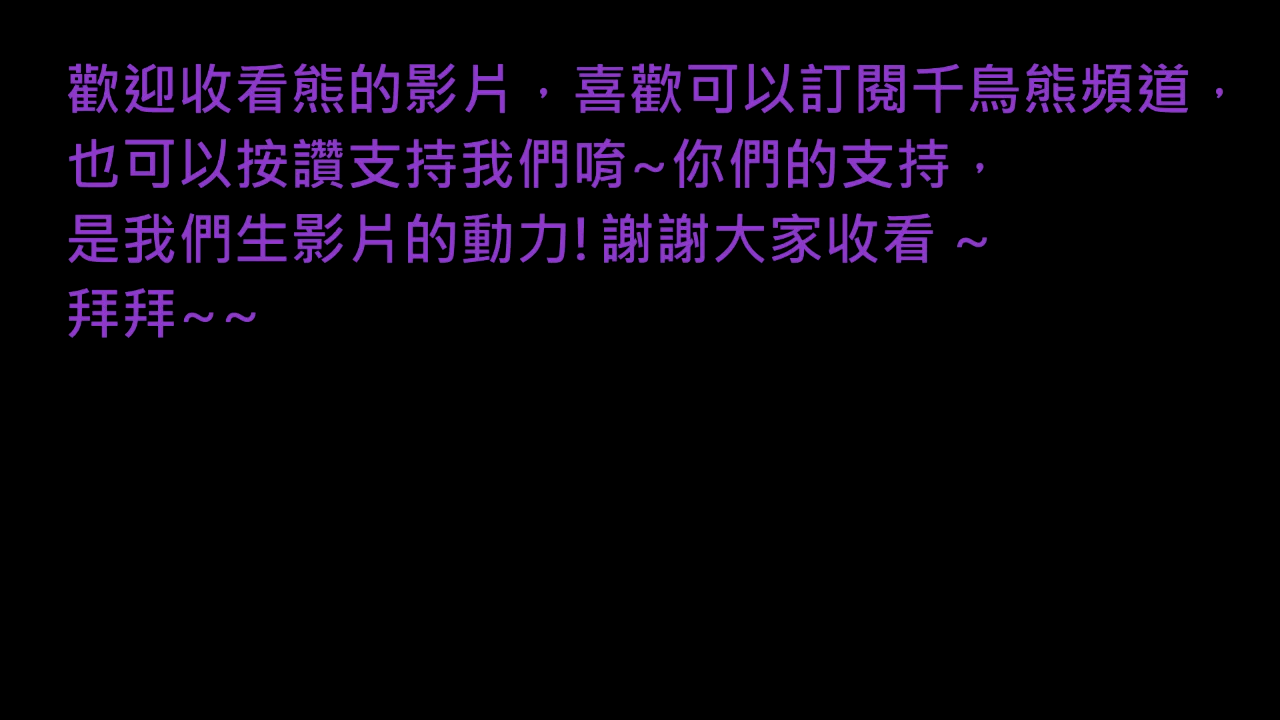 歡迎收看熊的影片，喜歡可以訂閱千鳥熊頻道，
也可以按讚支持我們唷~你們的支持，
是我們生影片的動力! 謝謝大家收看 ~
拜拜~~